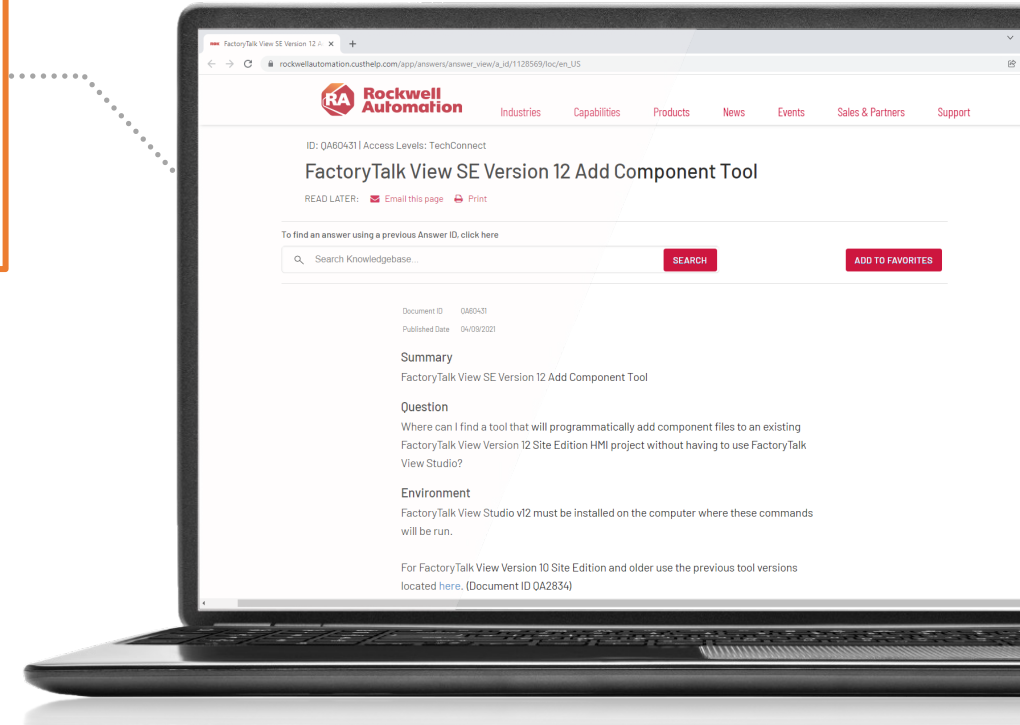 FactoryTalk View SE Version 12 A
rockwellautomation.custhelp.com/app/answers/answer_view/a_id/1128569/loc/en_US
RA
Rockwell
Automation
Industries Capabilities Products News Events Sales & Partners Support
ID: QA60431 | Access Levels: TechConnect
FactoryTalk View SE Version 12 Add Component Tool
READ LATER: Email this page Print
To find an answer using a previous Answer ID, click here
Search Knowledgebase... SEARCH ADD TO FAVORITES
Document ID QA60431
Published Date 04/09/2021
Summary
FactoryTalk View SE Version 12 Add Component Tool
Question
Where can I find a tool that will programmatically add component files to an existing
FactoryTalk View Version 12 Site Edition HMI project without having to use FactoryTalk
View Studio?
Environment
FactoryTalk View Studio v12 must be installed on the computer where these commands
will be run.
For FactoryTalk View Version 10 Site Edition and older use the previous tool versions
located here. (Document ID QA2834)